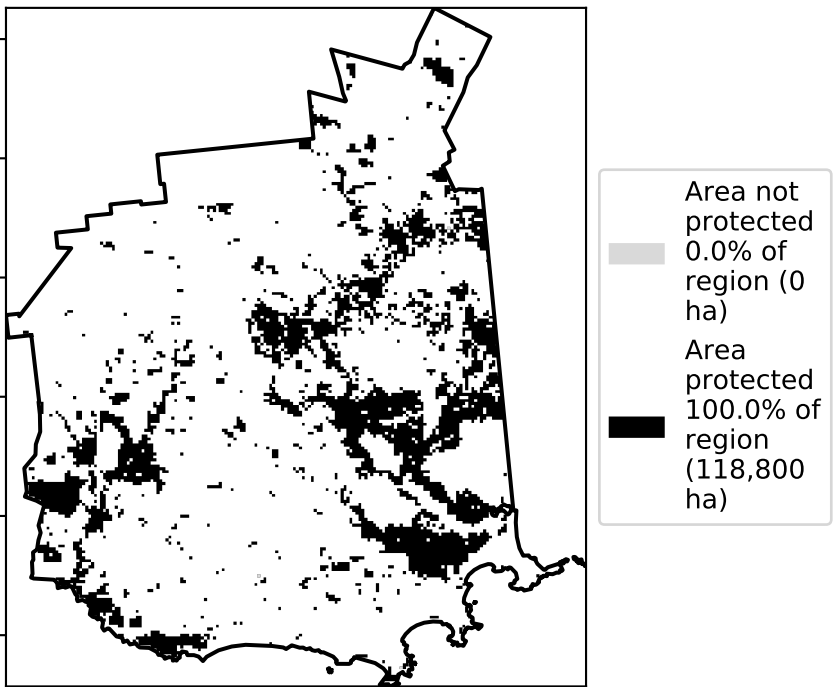 Area not
protected
0.0% of
region (0
ha)
Area
protected
100.0% of
region
(118,800
ha)